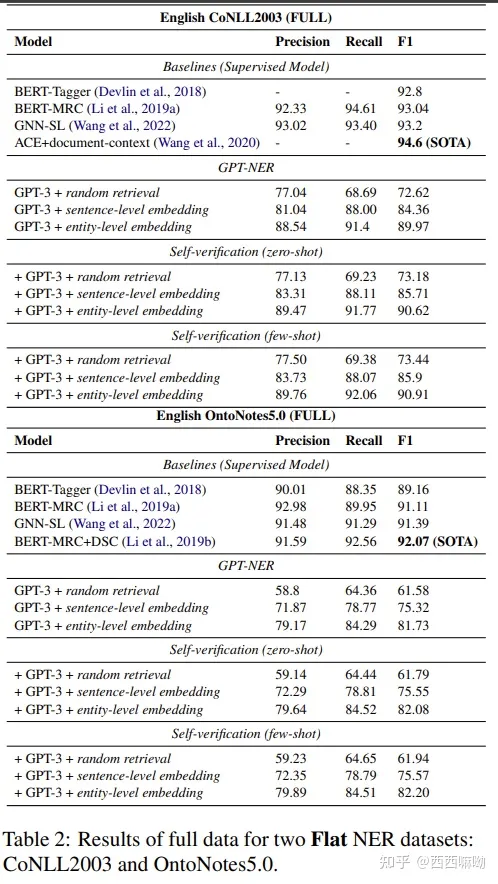 English CoNLL2003 (FULL)
Model Precision Recall F1
Baselines (Supervised Model)
BERT-Tagger (Devlin et al., 2018) - - 92.8
BERT-MRC (Li et al., 2019a) 92.33 94.61 93.04
GNN-SL (Wang et al., 2022) 93.02 93.40 93.2
ACE+document-context (Wang et al., 2020) - - 94.6 (SOTA)
GPT-NER
GPT-3 + random retrieval 77.04 68.69 72.62
GPT-3 + sentence-level embedding 81.04 88.00 84.36
GPT-3 + entity-level embedding 88.54 91.4 89.97
Self-verification (zero-shot)
+ GPT-3 + random retrieval 77.13 69.23 73.18
+ GPT-3 + sentence-level embedding 83.31 88.11 85.71
+ GPT-3 + entity-level embedding 89.47 91.77 90.62
Self-verification (few-shot)
+ GPT-3 + random retrieval 77.50 69.38 73.44
+ GPT-3 + sentence-level embedding 83.73 88.07 85.9
+ GPT-3 + entity-level embedding 89.76 92.06 90.91
English OntoNotes5.0 (FULL)
Model Precision Recall F1
Baselines (Supervised Model)
BERT-Tagger (Devlin et al., 2018) 90.01 88.35 89.16
BERT-MRC (Li et al., 2019a) 92.98 89.95 91.11
GNN-SL (Wang et al., 2022) 91.48 91.29 91.39
BERT-MRC+DSC (Li et al., 2019b) 91.59 92.56 92.07 (SOTA)
GPT-NER
GPT-3 + random retrieval 58.8 64.36 61.58
GPT-3 + sentence-level embedding 71.87 78.77 75.32
GPT-3 + entity-level embedding 79.17 84.29 81.73
Self-verification (zero-shot)
+ GPT-3 + random retrieval 59.14 64.44 61.79
+ GPT-3 + sentence-level embedding 72.29 78.81 75.55
+ GPT-3 + entity-level embedding 79.64 84.52 82.08
Self-verification (few-shot)
+ GPT-3 + random retrieval 59.23 64.65 61.94
+ GPT-3 + sentence-level embedding 72.35 78.79 75.57
+ GPT-3 + entity-level embedding 79.89 84.51 82.20
Table 2: Results of full data for two Flat NER datasets:
CoNLL2003 and OntoNotes5.0.
知乎 @西西嘛呦